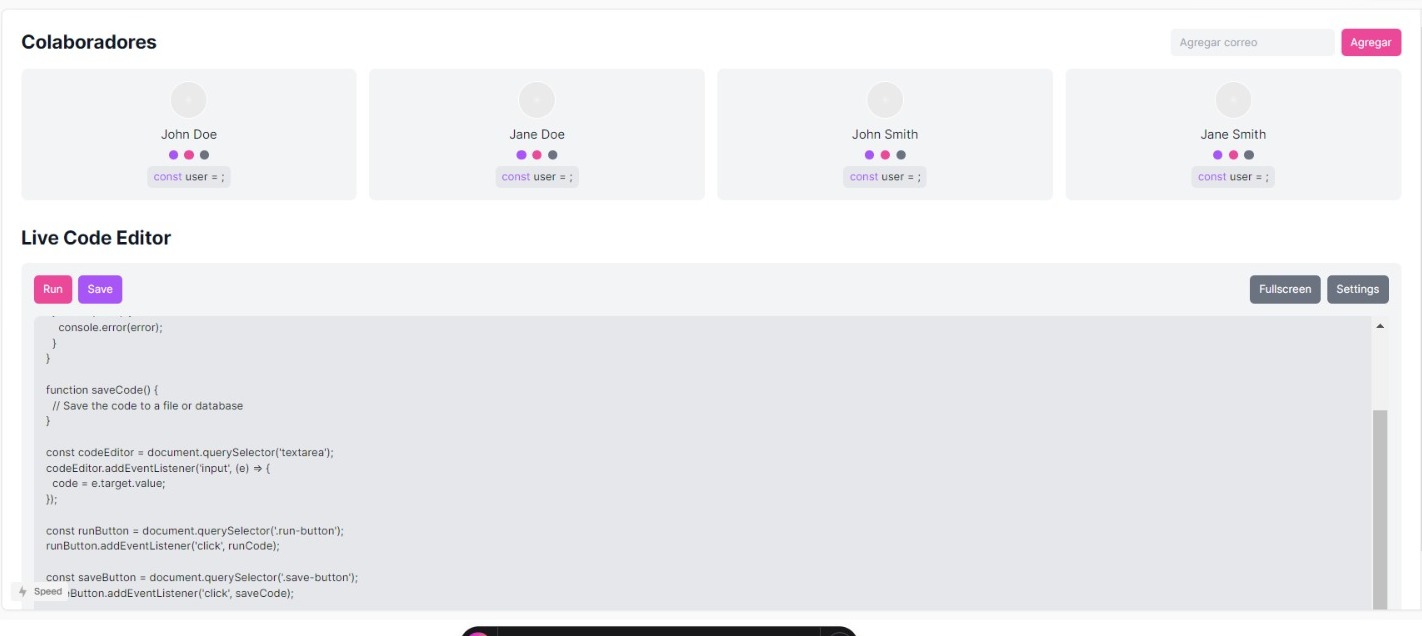 Colaboradores
Agregar correo
Agregar
John Doe
const user = ;
Jane Doe
const user = ;
John Smith
const user = ;
Jane Smith
const user = ;
Live Code Editor
Run
Save
Fullscreen
Settings
console.error(error);
}
}
function saveCode() {
// Save the code to a file or database
}
const codeEditor = document.querySelector('textarea');
codeEditor.addEventListener('input', (e) => {
code = e.target.value;
});
const runButton = document.querySelector('.run-button');
runButton.addEventListener('click', runCode);
const saveButton = document.querySelector('.save-button');
Speed
eButton.addEventListener('click', saveCode);